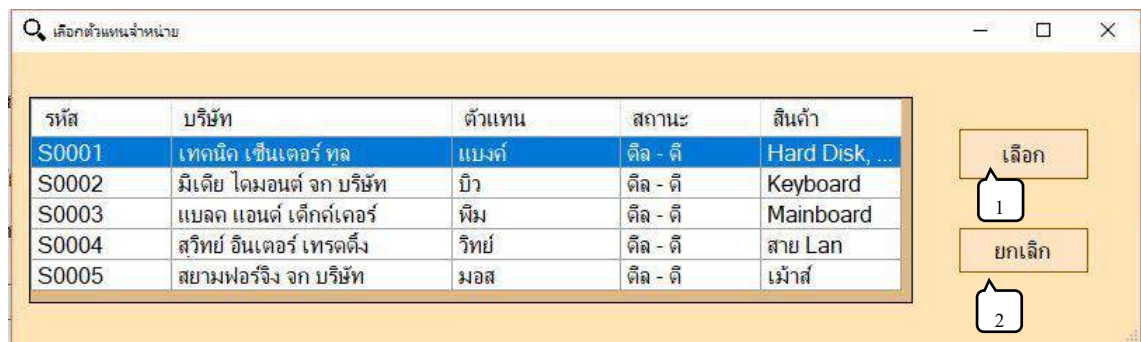 เลือกตัวแทนจำหน่าย
รหัส บริษัท ตัวแทน สถานะ สินค้า
S0001 เทคนิค เซ็นเตอร์ ทูล แบงค์ ดีล - ดี Hard Disk, ...
S0002 มีเดีย ไดมอนต์ จก บริษัท บิว ดีล - ดี Keyboard
S0003 แบลค แอนด์ เด็กค์เคอร์ พีม ดีล - ดี Mainboard
S0004 สุวิทย์ อินเตอร์ เทรดดิ้ง วิทย์ ดีล - ดี สาย Lan
S0005 สยามฟอร์จิ้ง จก บริษัท มอส ดีล - ดี เม้าส์
เลือก
1
ยกเลิก
2